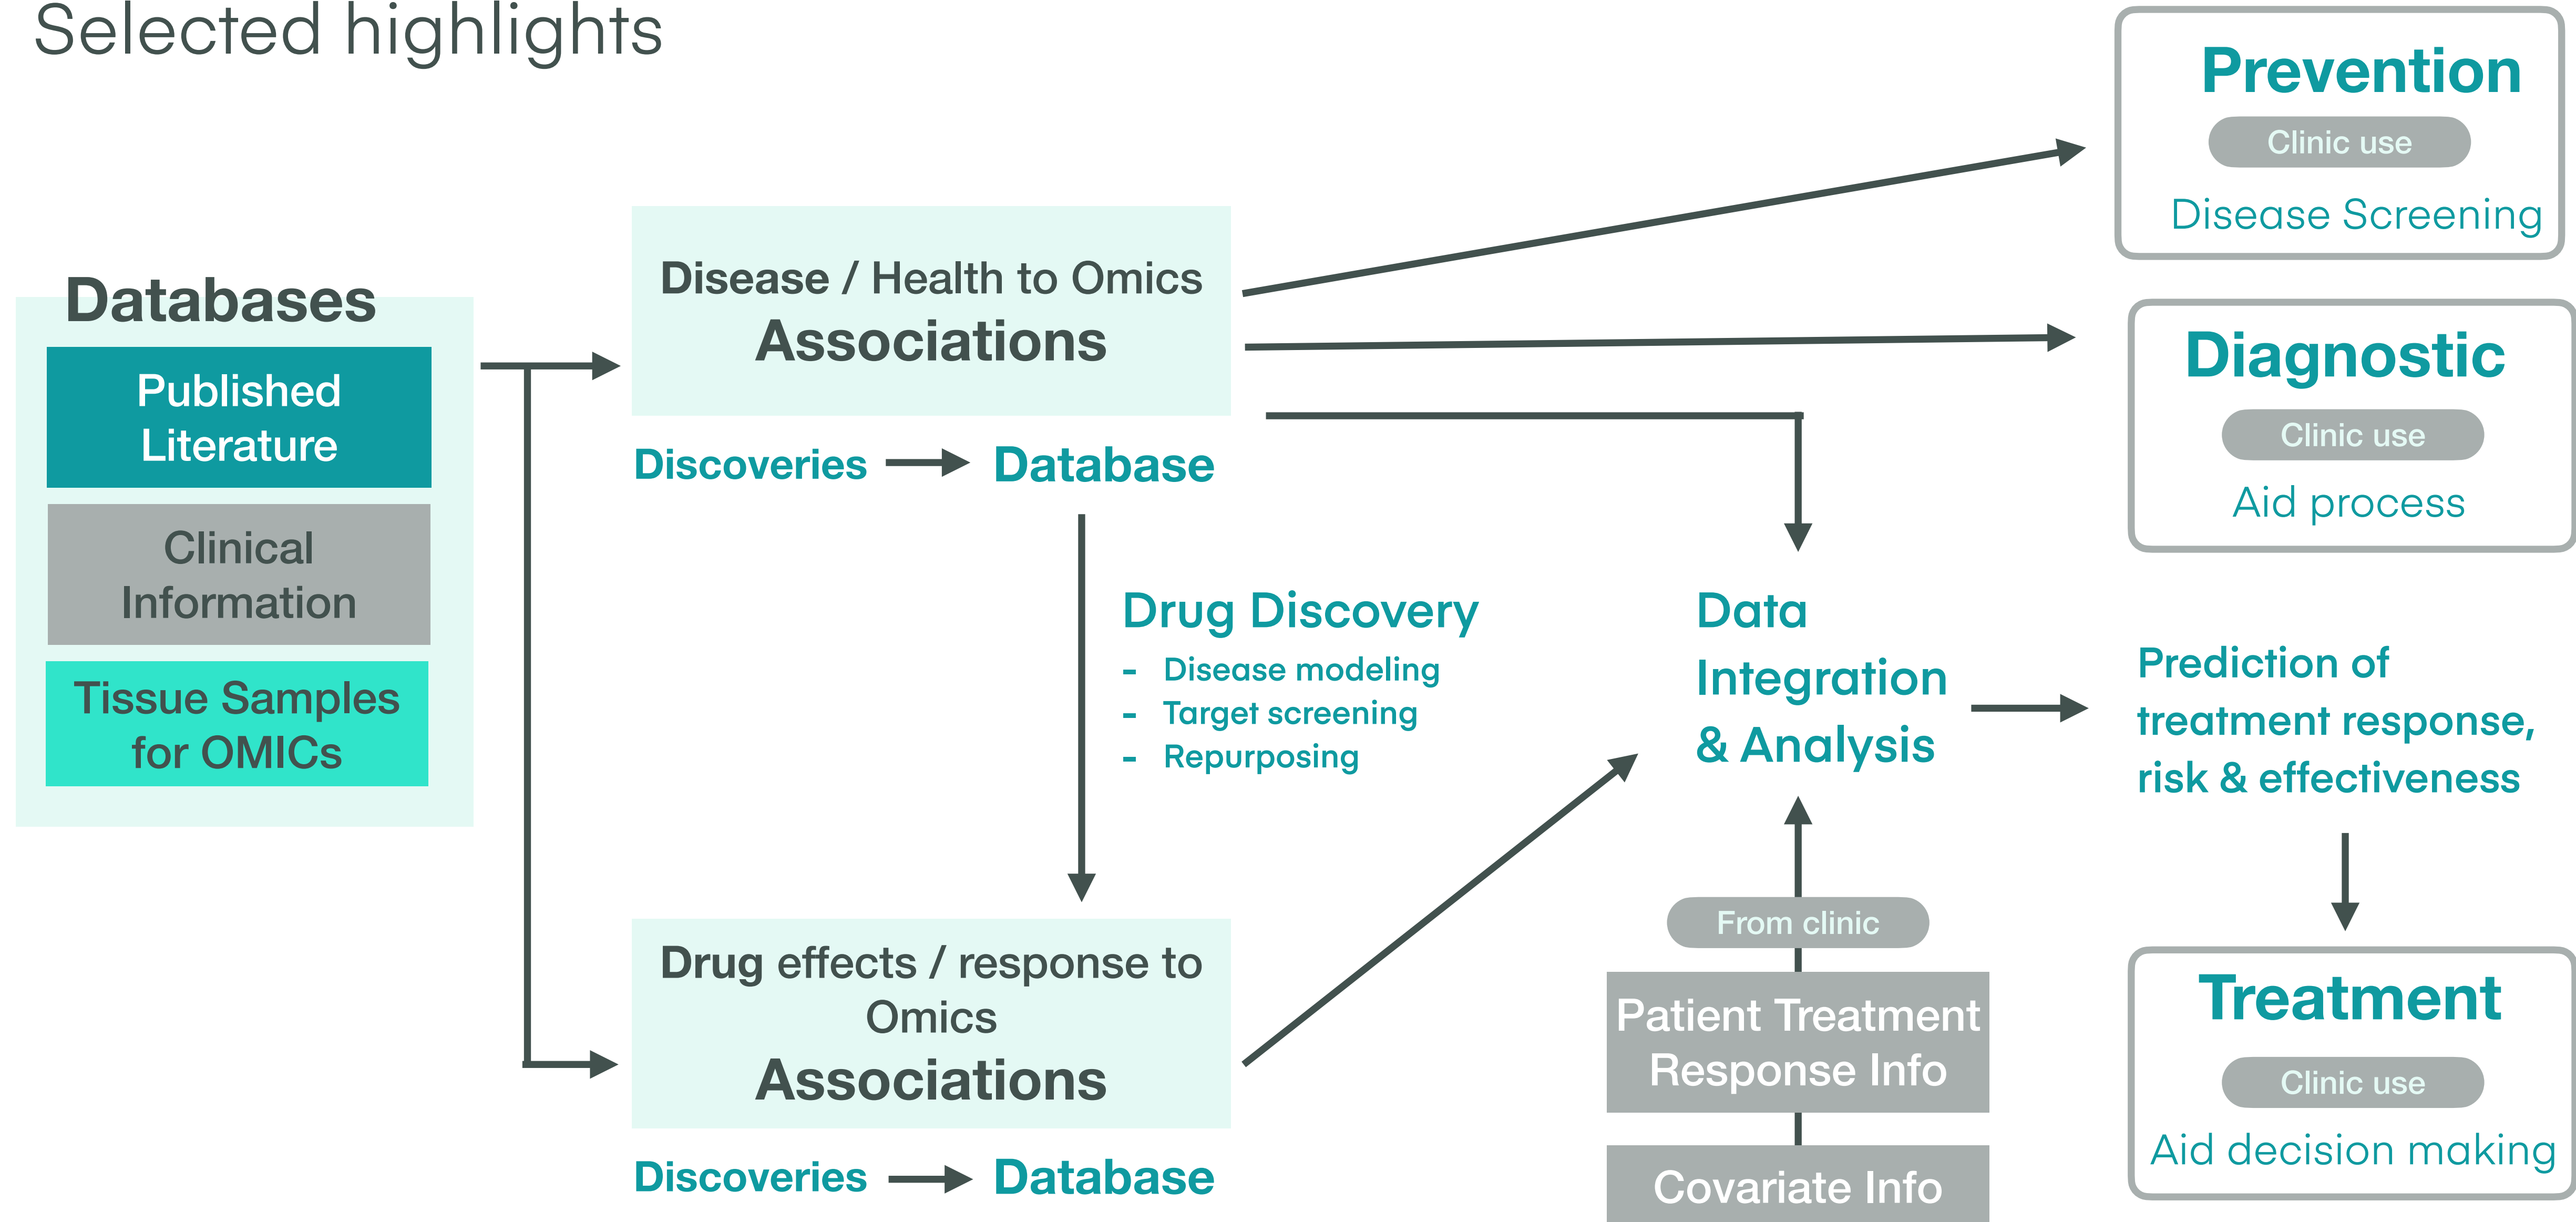 Selected highlights
Databases
Published
Literature
Clinical
Information
Tissue Samples
for OMICs
Disease / Health to Omics
Associations
Discoveries
Database
Drug Discovery
- Disease modeling
- Target screening
- Repurposing
Drug effects / response to
Omics
Associations
Discoveries
Database
Data
Integration
& Analysis
From clinic
Patient Treatment
Response Info
Covariate Info
Prevention
Clinic use
Disease Screening
Diagnostic
Clinic use
Aid process
Prediction of
treatment response,
risk & effectiveness
Treatment
Clinic use
Aid decision making